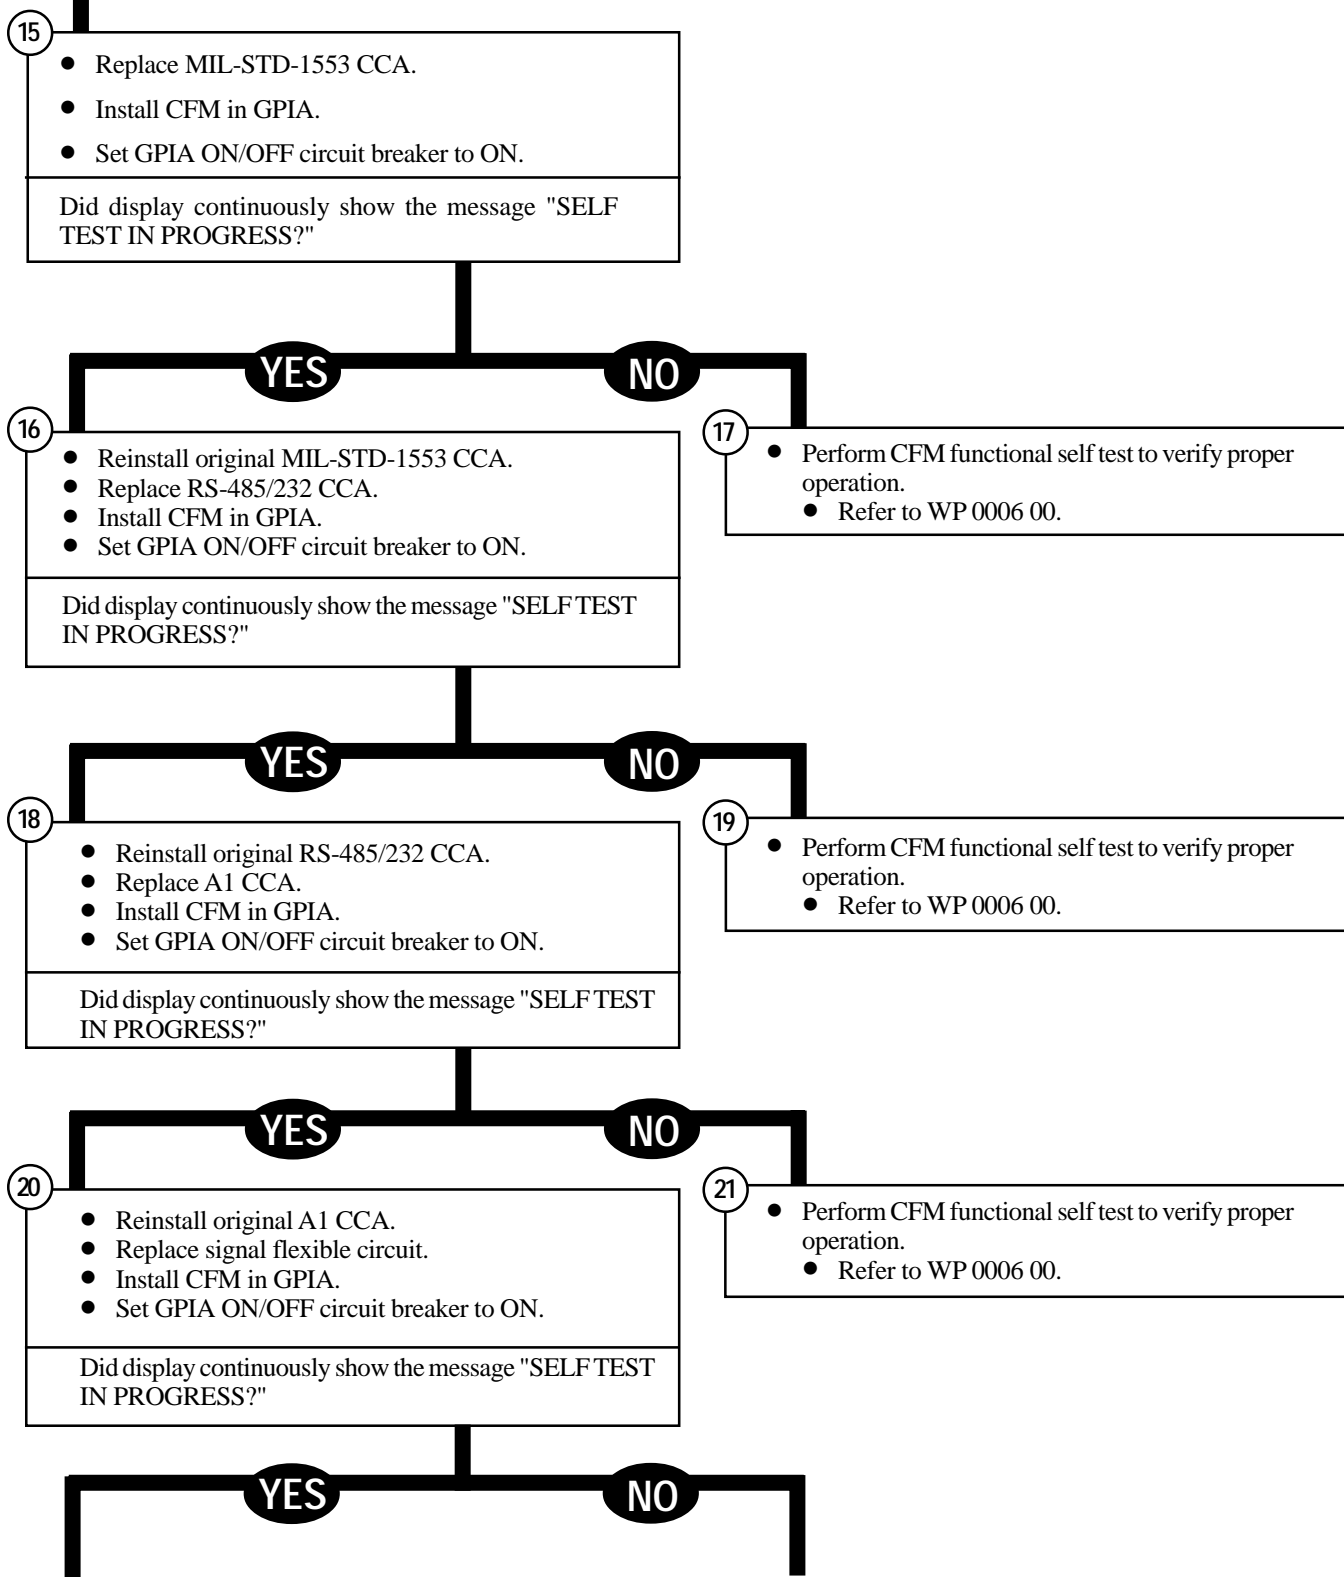 15
● Replace MIL-STD-1553 CCA.
● Install CFM in GPIA.
● Set GPIA ON/OFF circuit breaker to ON.
Did display continuously show the message "SELF
TEST IN PROGRESS?"
YES
NO
16
● Reinstall original MIL-STD-1553 CCA.
● Replace RS-485/232 CCA.
● Install CFM in GPIA.
● Set GPIA ON/OFF circuit breaker to ON.
Did display continuously show the message "SELF TEST
IN PROGRESS?"
17
● Perform CFM functional self test to verify proper
operation.
● Refer to WP 0006 00.
YES
NO
18
● Reinstall original RS-485/232 CCA.
● Replace A1 CCA.
● Install CFM in GPIA.
● Set GPIA ON/OFF circuit breaker to ON.
Did display continuously show the message "SELF TEST
IN PROGRESS?"
19
● Perform CFM functional self test to verify proper
operation.
● Refer to WP 0006 00.
YES
NO
20
● Reinstall original A1 CCA.
● Replace signal flexible circuit.
● Install CFM in GPIA.
● Set GPIA ON/OFF circuit breaker to ON.
Did display continuously show the message "SELF TEST
IN PROGRESS?"
21
● Perform CFM functional self test to verify proper
operation.
● Refer to WP 0006 00.
YES
NO